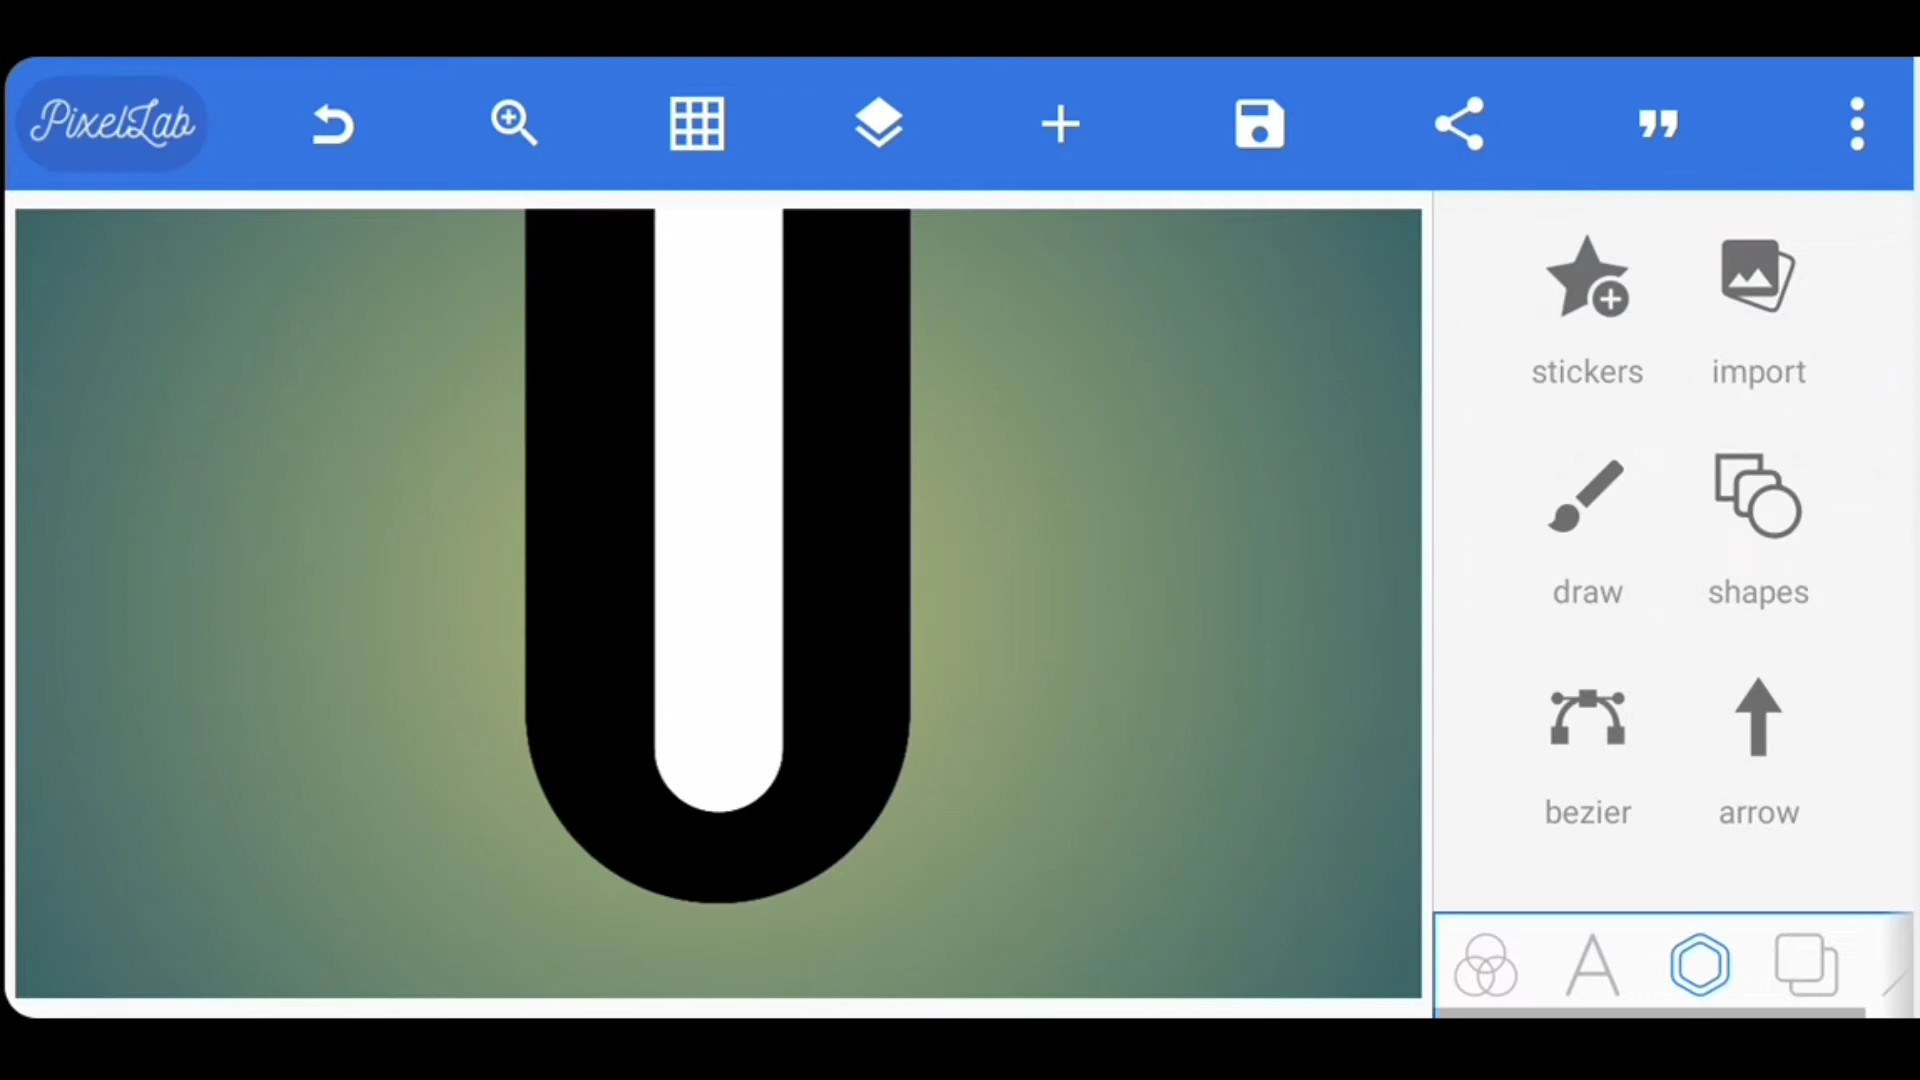 PixelLab
stickers
import
draw
shapes
bezier
arrow